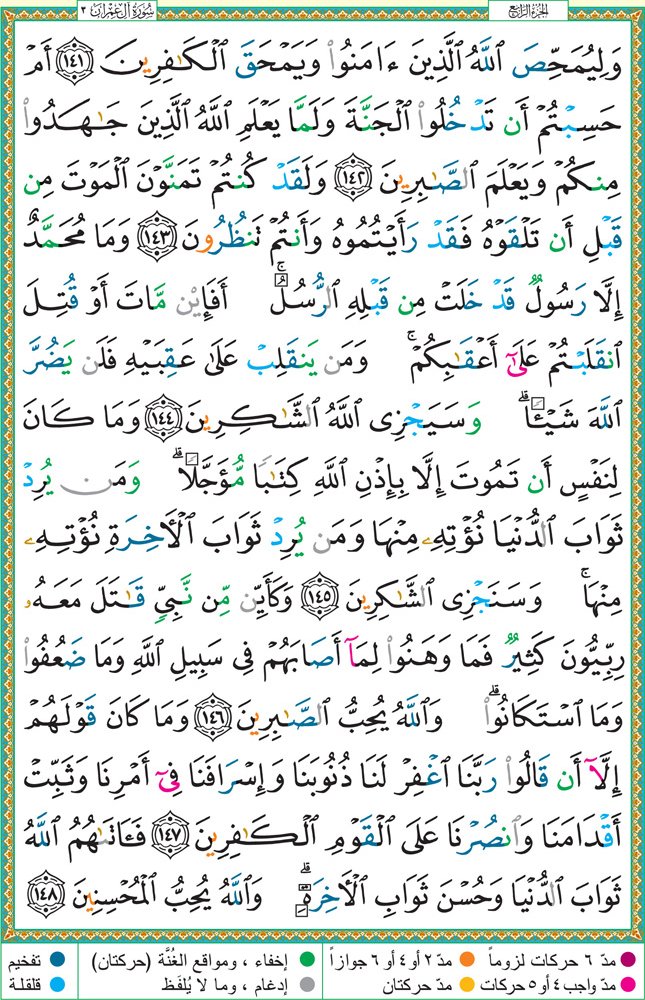 الجزء الرابع
سورة آل عمران ٣
وَلِيُمَحِّصَ ٱللَّهُ ٱلَّذِينَ ءَامَنُوا۟ وَيَمْحَقَ ٱلْكَـٰفِرِينَ ١٤١ أَمْ
حَسِبْتُمْ أَن تَدْخُلُوا۟ ٱلْجَنَّةَ وَلَمَّا يَعْلَمِ ٱللَّهُ ٱلَّذِينَ جَـٰهَدُوا۟
مِنكُمْ وَيَعْلَمَ ٱلصَّـٰبِرِينَ ١٤٢ وَلَقَدْ كُنتُمْ تَمَنَّوْنَ ٱلْمَوْتَ مِن
قَبْلِ أَن تَلْقَوْهُ فَقَدْ رَأَيْتُمُوهُ وَأَنتُمْ تَنظُرُونَ ١٤٣ وَمَا مُحَمَّدٌ
إِلَّا رَسُولٌ قَدْ خَلَتْ مِن قَبْلِهِ ٱلرُّسُلُ ۚ أَفَإِي۟ن مَّاتَ أَوْ قُتِلَ
ٱنقَلَبْتُمْ عَلَىٰٓ أَعْقَـٰبِكُمْ ۚ وَمَن يَنقَلِبْ عَلَىٰ عَقِبَيْهِ فَلَن يَضُرَّ
ٱللَّهَ شَيْـًٔا ۗ وَسَيَجْزِى ٱللَّهُ ٱلشَّـٰكِرِينَ ١٤٤ وَمَا كَانَ
لِنَفْسٍ أَن تَمُوتَ إِلَّا بِإِذْنِ ٱللَّهِ كِتَـٰبًا مُّؤَجَّلًا ۗ وَمَن يُرِدْ
ثَوَابَ ٱلدُّنْيَا نُؤْتِهِۦ مِنْهَا وَمَن يُرِدْ ثَوَابَ ٱلْـَٔاخِرَةِ نُؤْتِهِۦ
مِنْهَا ۚ وَسَنَجْزِى ٱلشَّـٰكِرِينَ ١٤٥ وَكَأَيِّن مِّن نَّبِىٍّ قَـٰتَلَ مَعَهُۥ
رِبِّيُّونَ كَثِيرٌ فَمَا وَهَنُوا۟ لِمَآ أَصَابَهُمْ فِى سَبِيلِ ٱللَّهِ وَمَا ضَعُفُوا۟
وَمَا ٱسْتَكَانُوا۟ ۗ وَٱللَّهُ يُحِبُّ ٱلصَّـٰبِرِينَ ١٤٦ وَمَا كَانَ قَوْلَهُمْ
إِلَّآ أَن قَالُوا۟ رَبَّنَا ٱغْفِرْ لَنَا ذُنُوبَنَا وَإِسْرَافَنَا فِىٓ أَمْرِنَا وَثَبِّتْ
أَقْدَامَنَا وَٱنصُرْنَا عَلَى ٱلْقَوْمِ ٱلْكَـٰفِرِينَ ١٤٧ فَـَٔاتَىٰهُمُ ٱللَّهُ
ثَوَابَ ٱلدُّنْيَا وَحُسْنَ ثَوَابِ ٱلْـَٔاخِرَةِ ۗ وَٱللَّهُ يُحِبُّ ٱلْمُحْسِنِينَ ١٤٨
مدّ ٦ حركات لزوماً مدّ ٢ أو ٤ أو ٦ جوازاً إخفاء ، ومواقع الغُنَّة (حركتان) تفخيم
مدّ واجب ٤ أو ٥ حركات مدّ حركتان إدغام ، وما لا يُلفَظ قلقلة